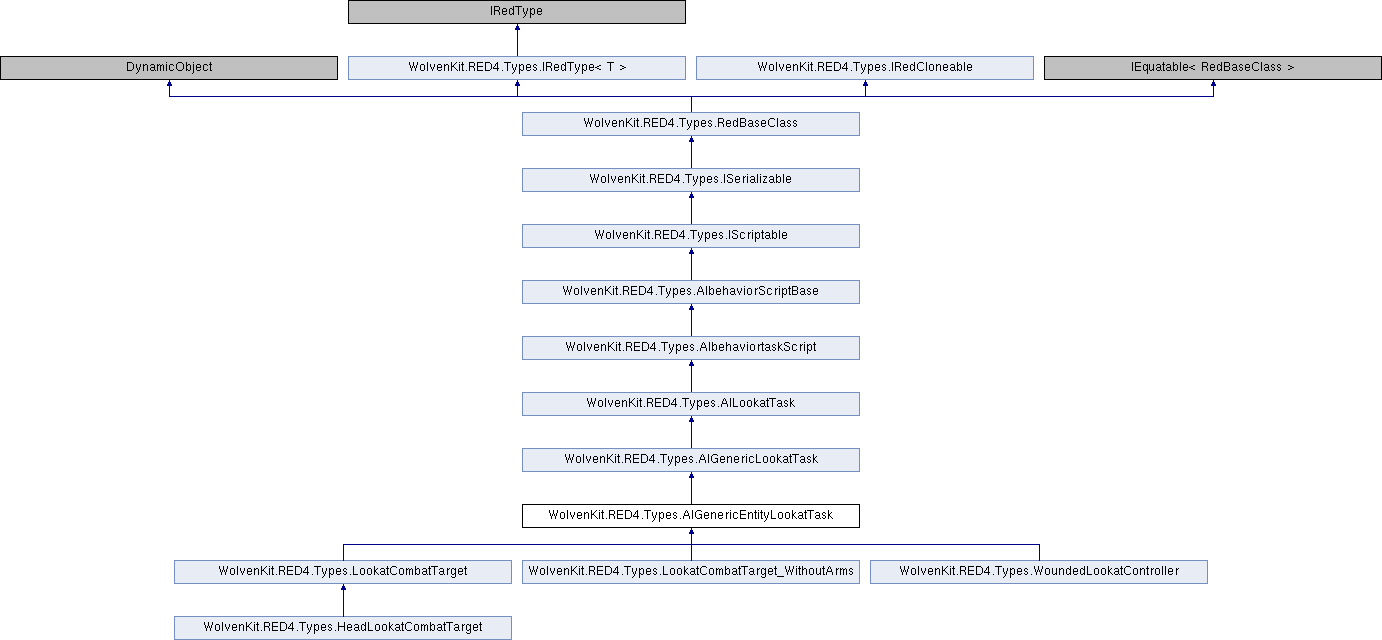 IRedType
DynamicObject
WolvenKit.RED4.Types.IRedType< T >
WolvenKit.RED4.Types.IRedCloneable
IEquatable< RedBaseClass >
WolvenKit.RED4.Types.RedBaseClass
WolvenKit.RED4.Types.ISerializable
WolvenKit.RED4.Types.IScriptable
WolvenKit.RED4.Types.AIbehaviorScriptBase
WolvenKit.RED4.Types.AIbehaviortaskScript
WolvenKit.RED4.Types.AILookatTask
WolvenKit.RED4.Types.AIGenericLookatTask
WolvenKit.RED4.Types.AIGenericEntityLookatTask
WolvenKit.RED4.Types.LookatCombatTarget
WolvenKit.RED4.Types.LookatCombatTarget_WithoutArms
WolvenKit.RED4.Types.WoundedLookatController
WolvenKit.RED4.Types.HeadLookatCombatTarget